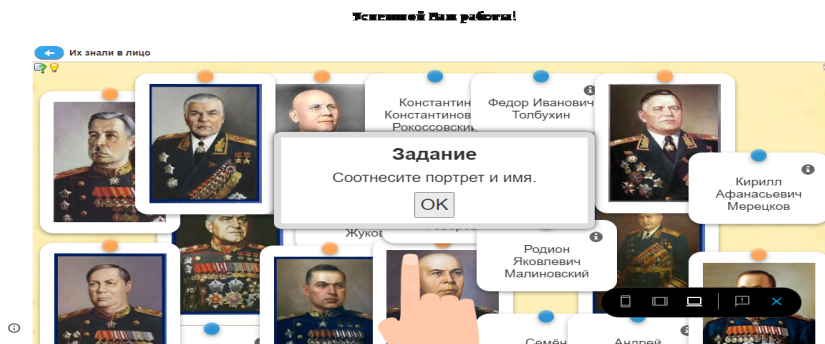 Успешной Вам работы!
Их знали в лицо
Константин
Константинов
Рокоссовский
Федор Иванович
Толбухин
Задание
Соотнесите портрет и имя.
OK
Кирилл
Афанасьевич
Мерецков
Жуков
Родион
Яковлевич
Малиновский
Семён
Андрей